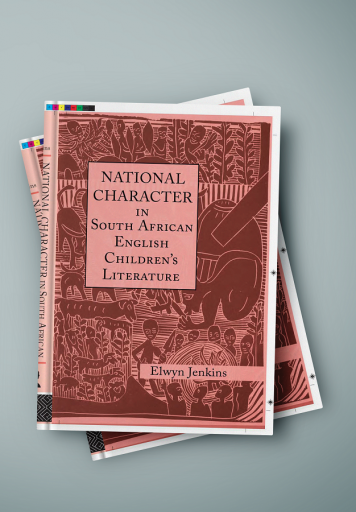 NATIONAL
CHARACTER
IN
SOUTH AFRICAN
ENGLISH
CHILDREN'S
LITERATURE
Elwyn Jenkins
NATIONAL CHARACTER IN SOUTH AFRICAN